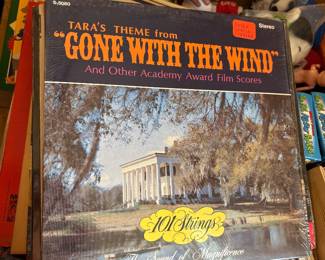 S-5080
Stereo
TARA'S THEME from
"GONE WITH THE WIND"
And Other Academy Award Film Scores
101 Strings
The Sound of Magnificence